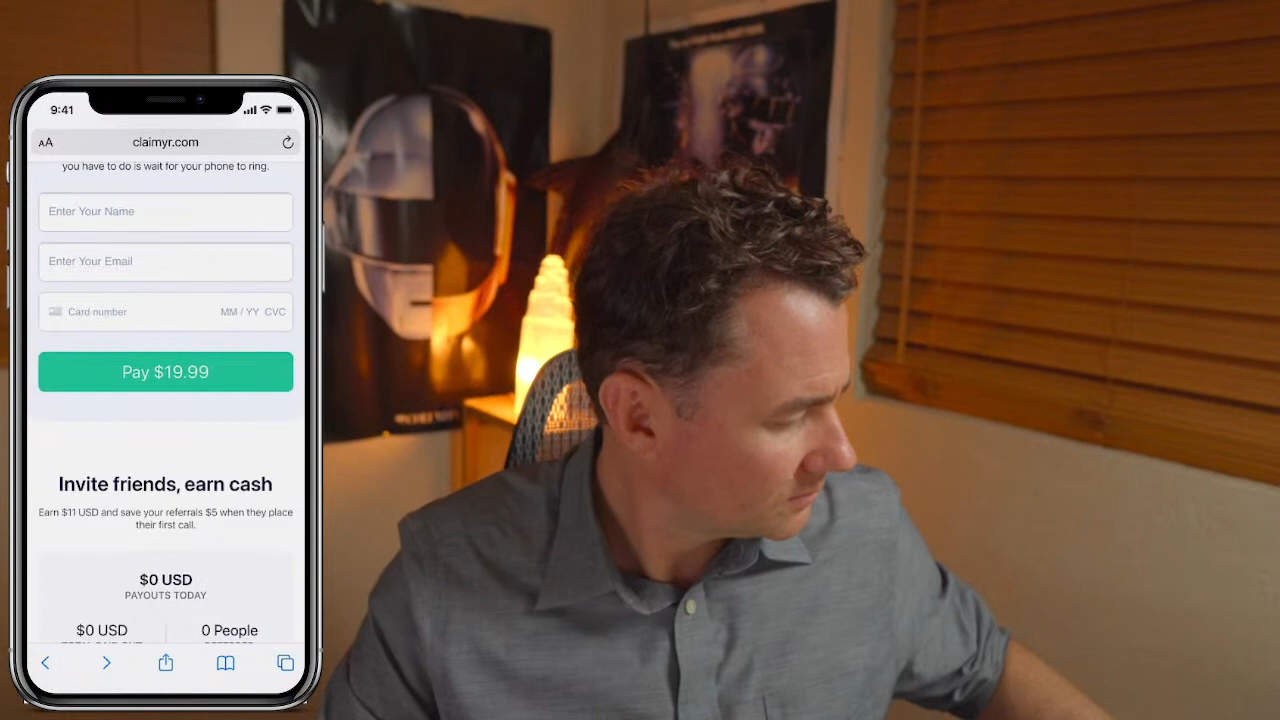 9:41
AA
claimyr.com
you have to do is wait for your phone to ring.
Enter Your Name
Enter Your Email
Card number MM / YY CVC
Pay $19.99
Invite friends, earn cash
Earn $11 USD and save your referrals $5 when they place
their first call.
$0 USD
PAYOUTS TODAY
$0 USD 0 People